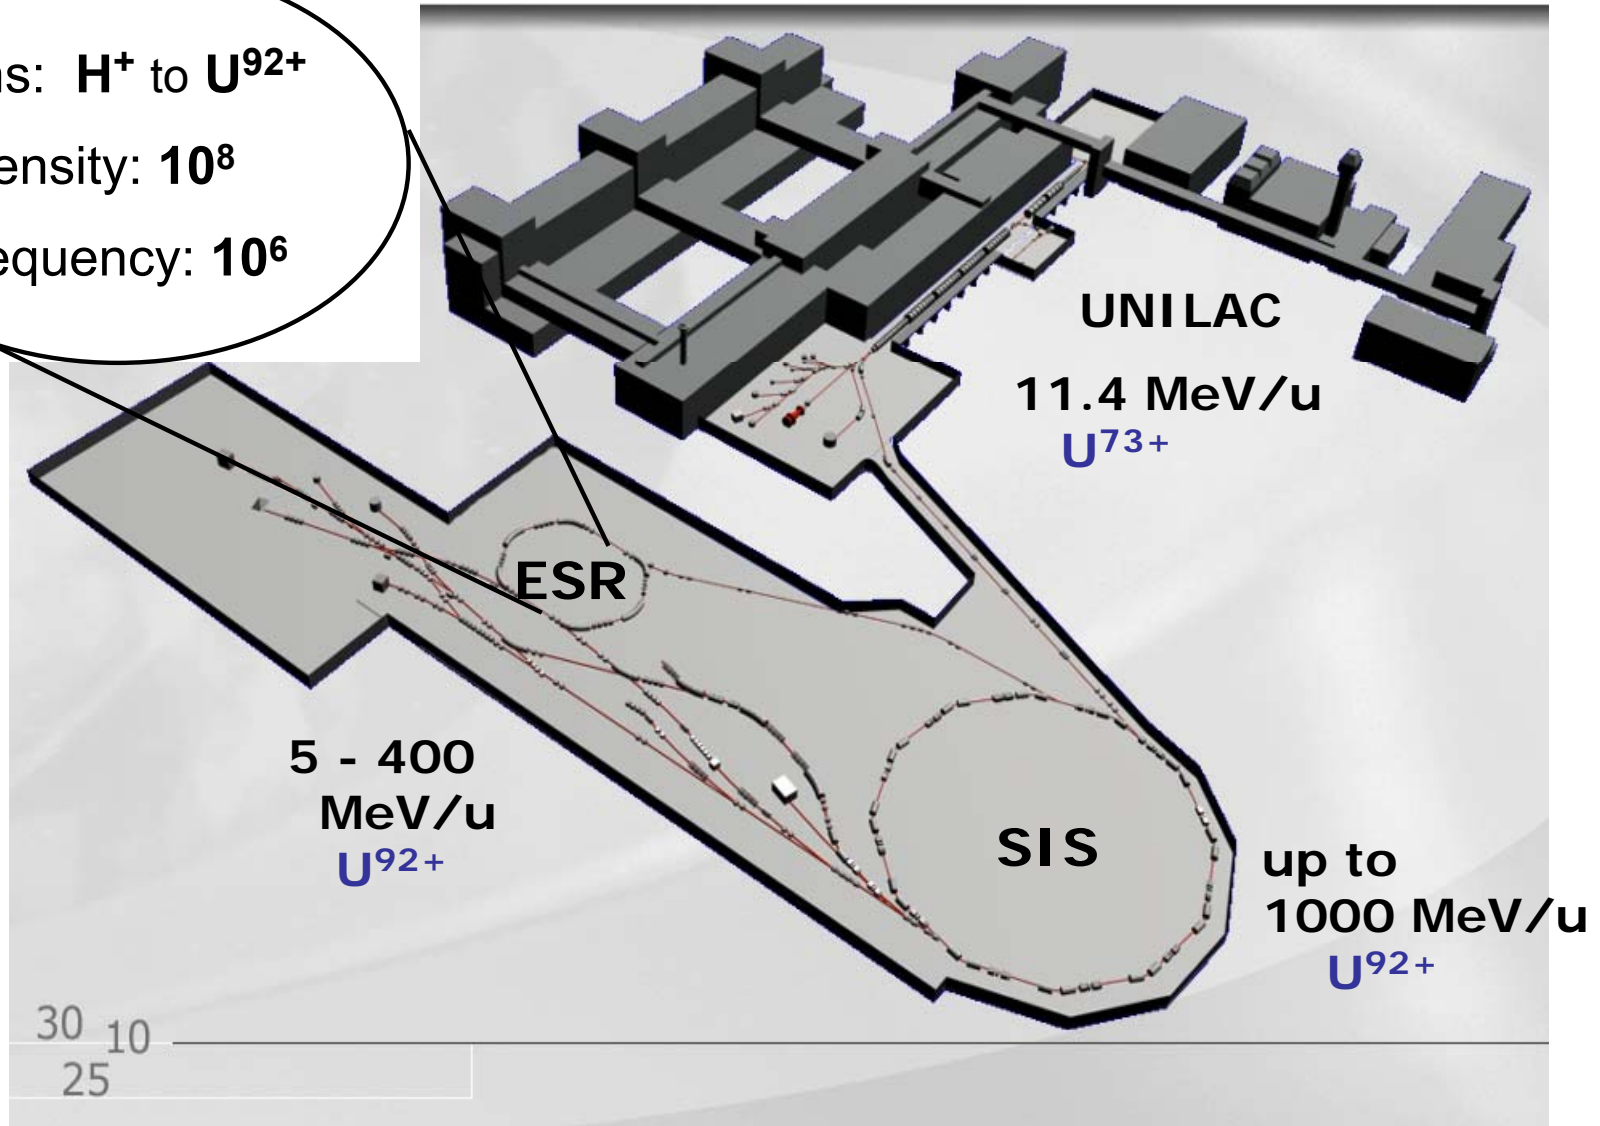 ns: H⁺ to U⁹²⁺
ensity: 10⁸
equency: 10⁶
UNILAC
11.4 MeV/u
U⁷³⁺
ESR
5 - 400
MeV/u
U⁹²⁺
SIS
up to
1000 MeV/u
U⁹²⁺
30 10
25